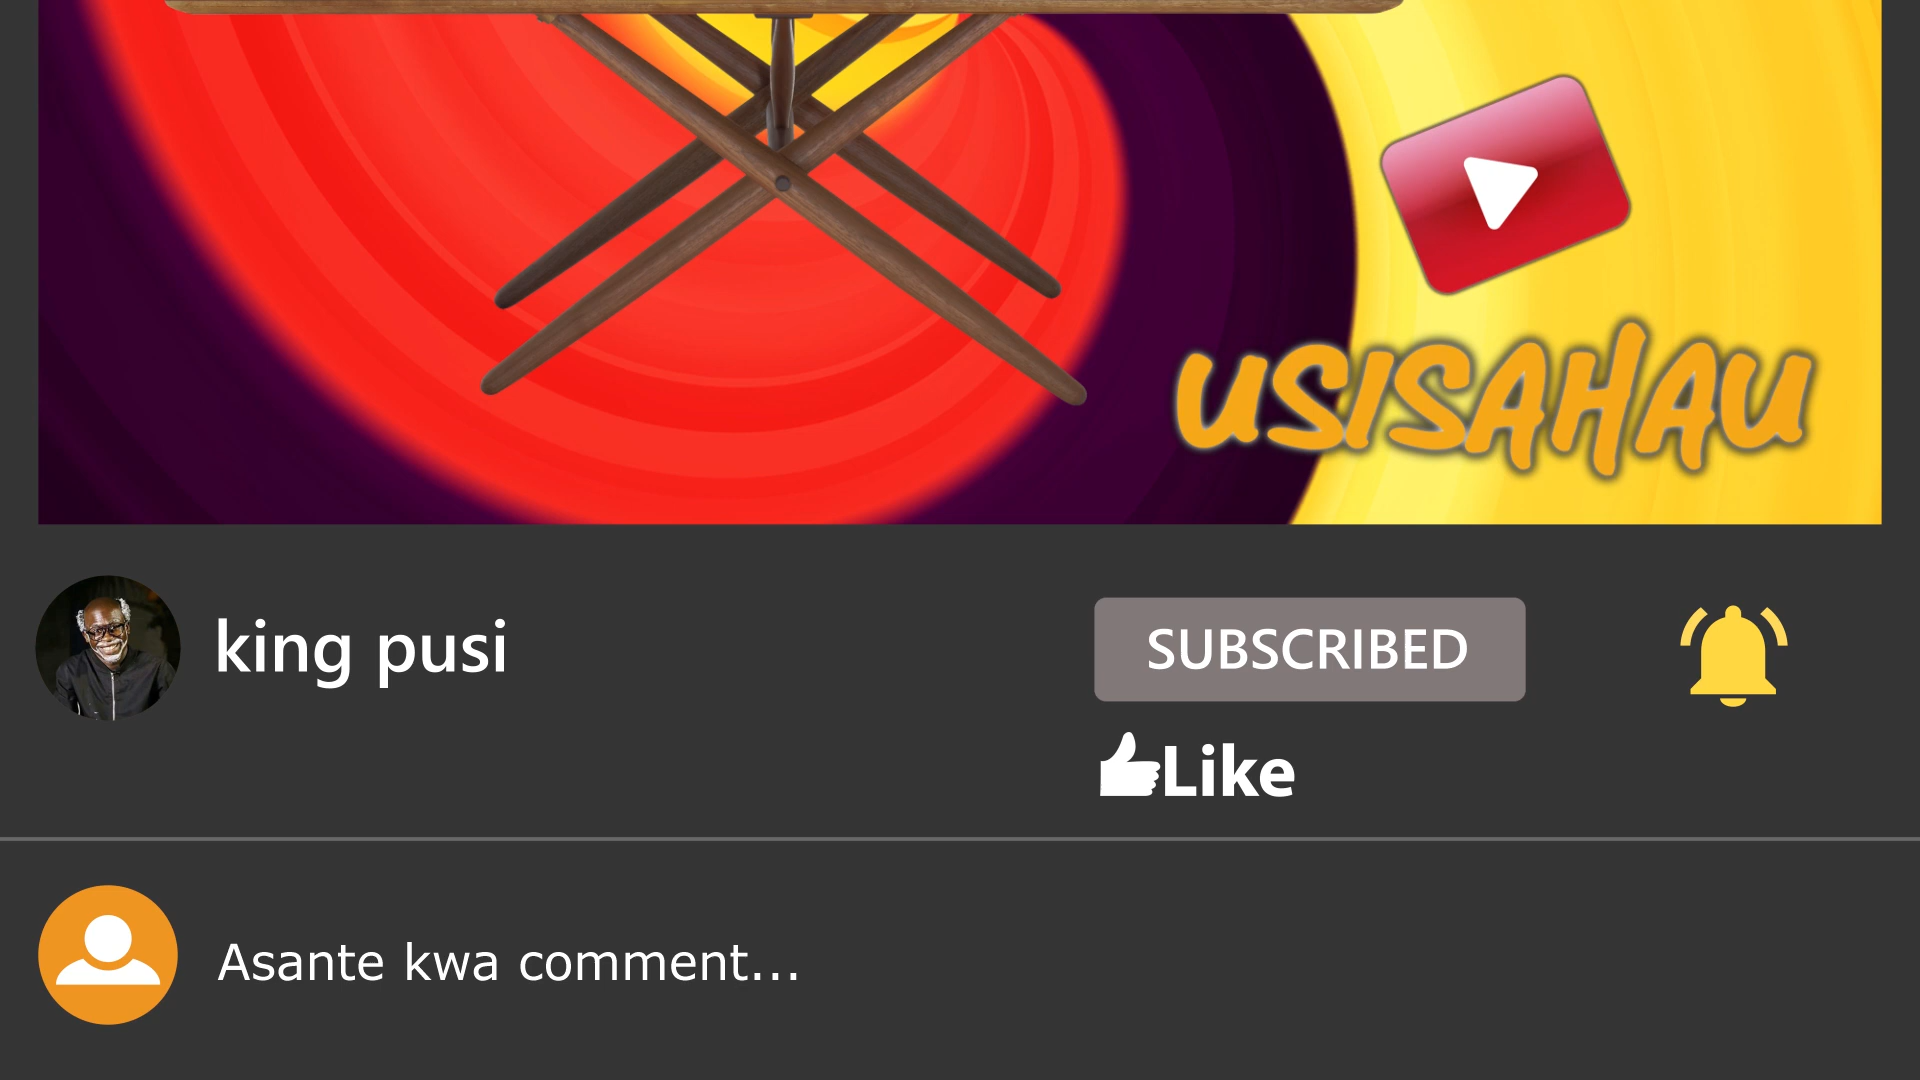 USISAHAU
king pusi
SUBSCRIBED
Like
Asante kwa comment...